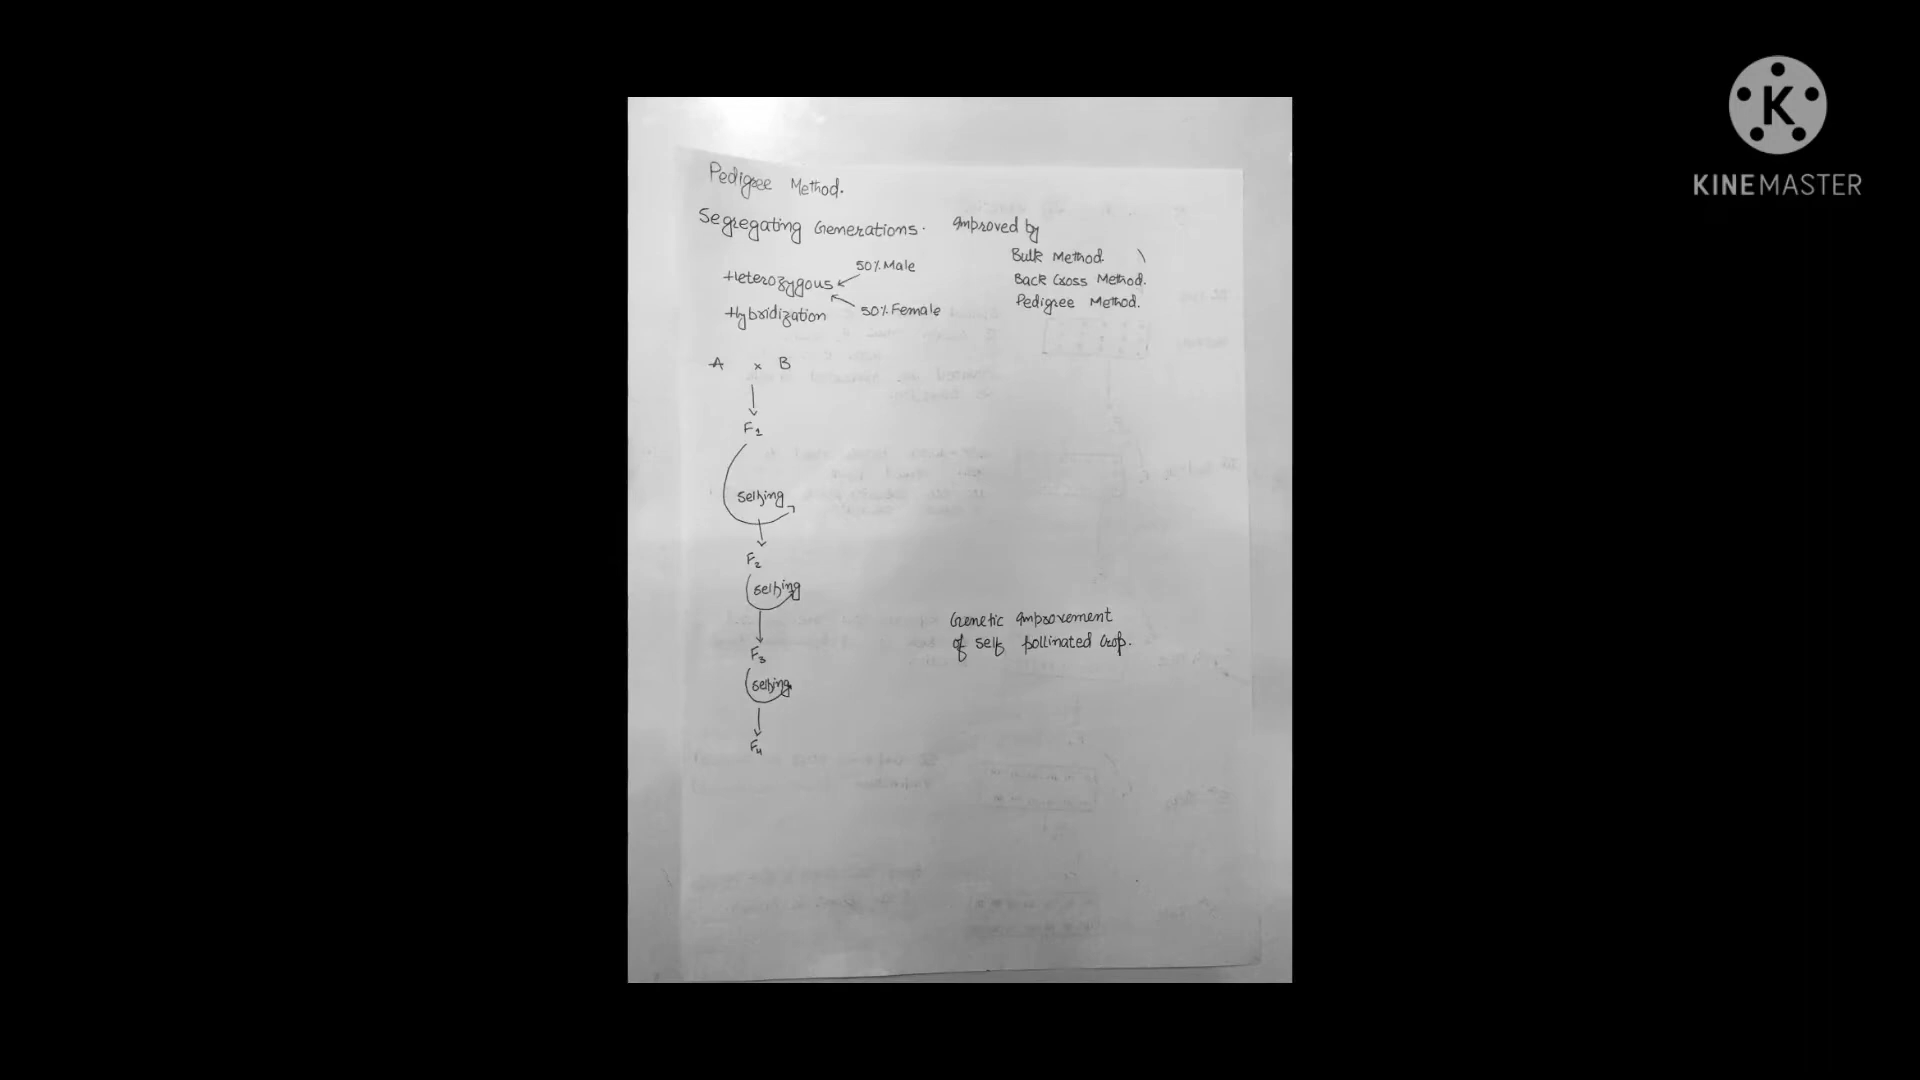 Pedigree Method.
Segregating Generations. Improved by
Bulk Method.
Back Cross Method.
Pedigree Method.
Heterozygous
50% Male
50% Female
Hybridization
A x B
F1
Selfing
F2
Selfing
F3
Selfing
F4
Genetic Improvement
of self pollinated crop.
K
KINEMASTER